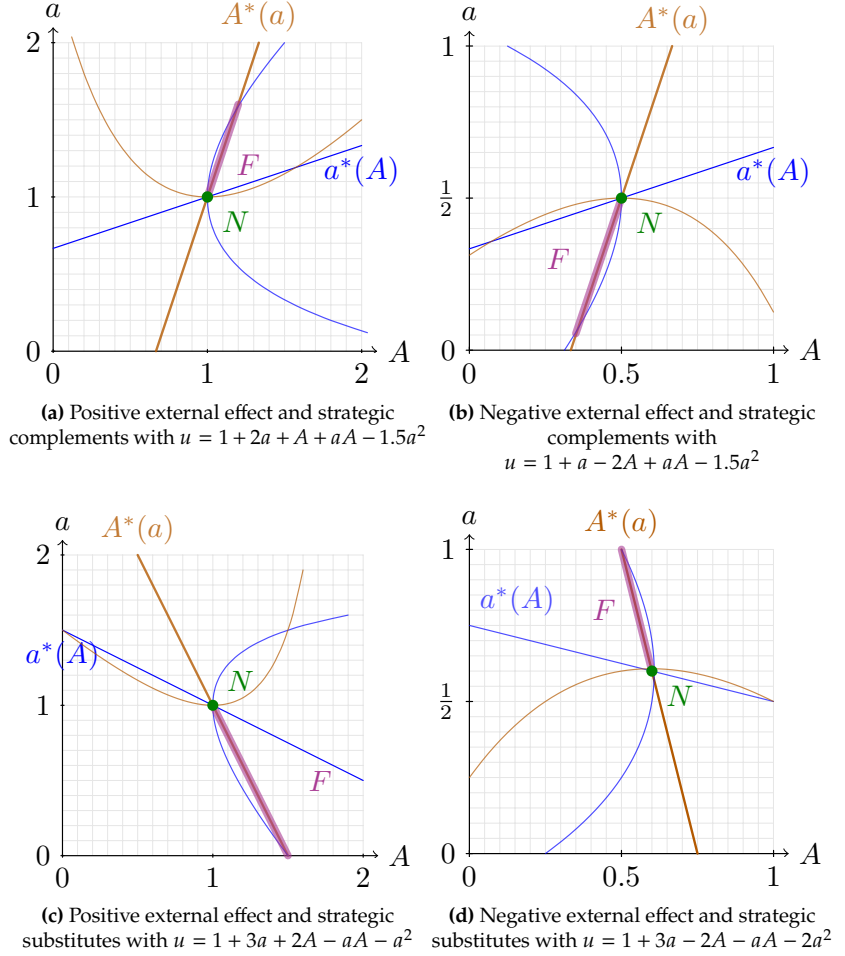 a
A*(a)
2
F
a*(A)
1
N
0
0
1
2
A
(a) Positive external effect and strategic
complements with u = 1 + 2a + A + aA − 1.5a²
a
A*(a)
1
a*(A)
1/2
N
F
0
0
0.5
1
A
(b) Negative external effect and strategic
complements with
u = 1 + a − 2A + aA − 1.5a²
a
A*(a)
2
a*(A)
N
1
F
0
0
1
2
A
(c) Positive external effect and strategic
substitutes with u = 1 + 3a + 2A − aA − a²
a
A*(a)
1
a*(A)
F
N
1/2
0
0
0.5
1
A
(d) Negative external effect and strategic
substitutes with u = 1 + 3a − 2A − aA − 2a²